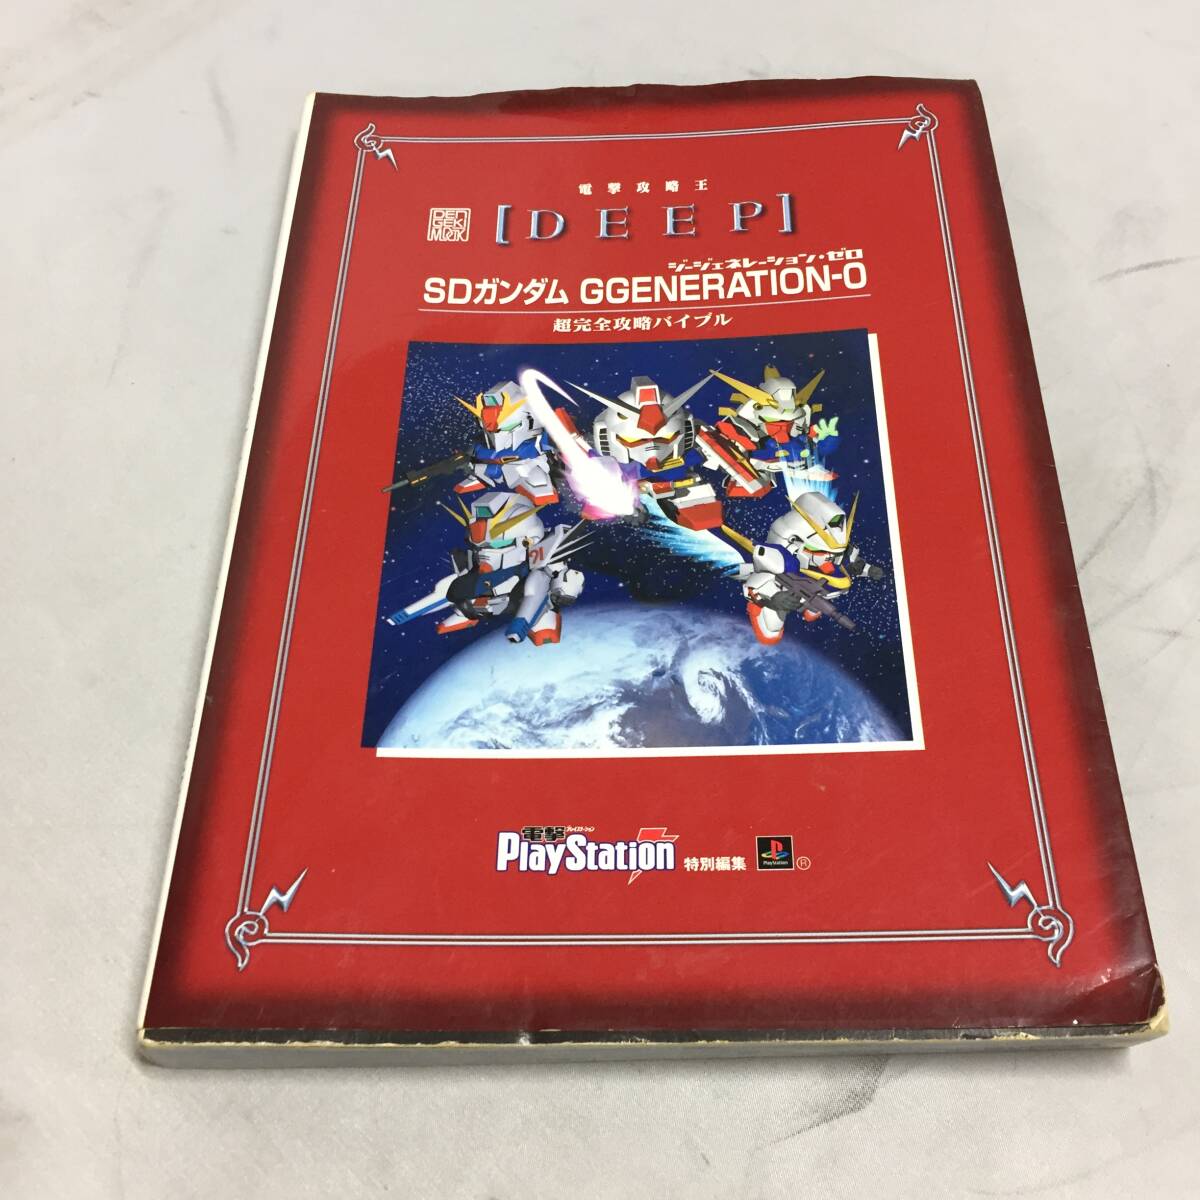 電撃攻略王
DENGEKI MOOK
[DEEP]
ジージェネレーション・ゼロ
SDガンダム GGENERATION-0
超完全攻略バイブル
91
電撃 プレイステーション
PlayStation 特別編集 PlayStation ®